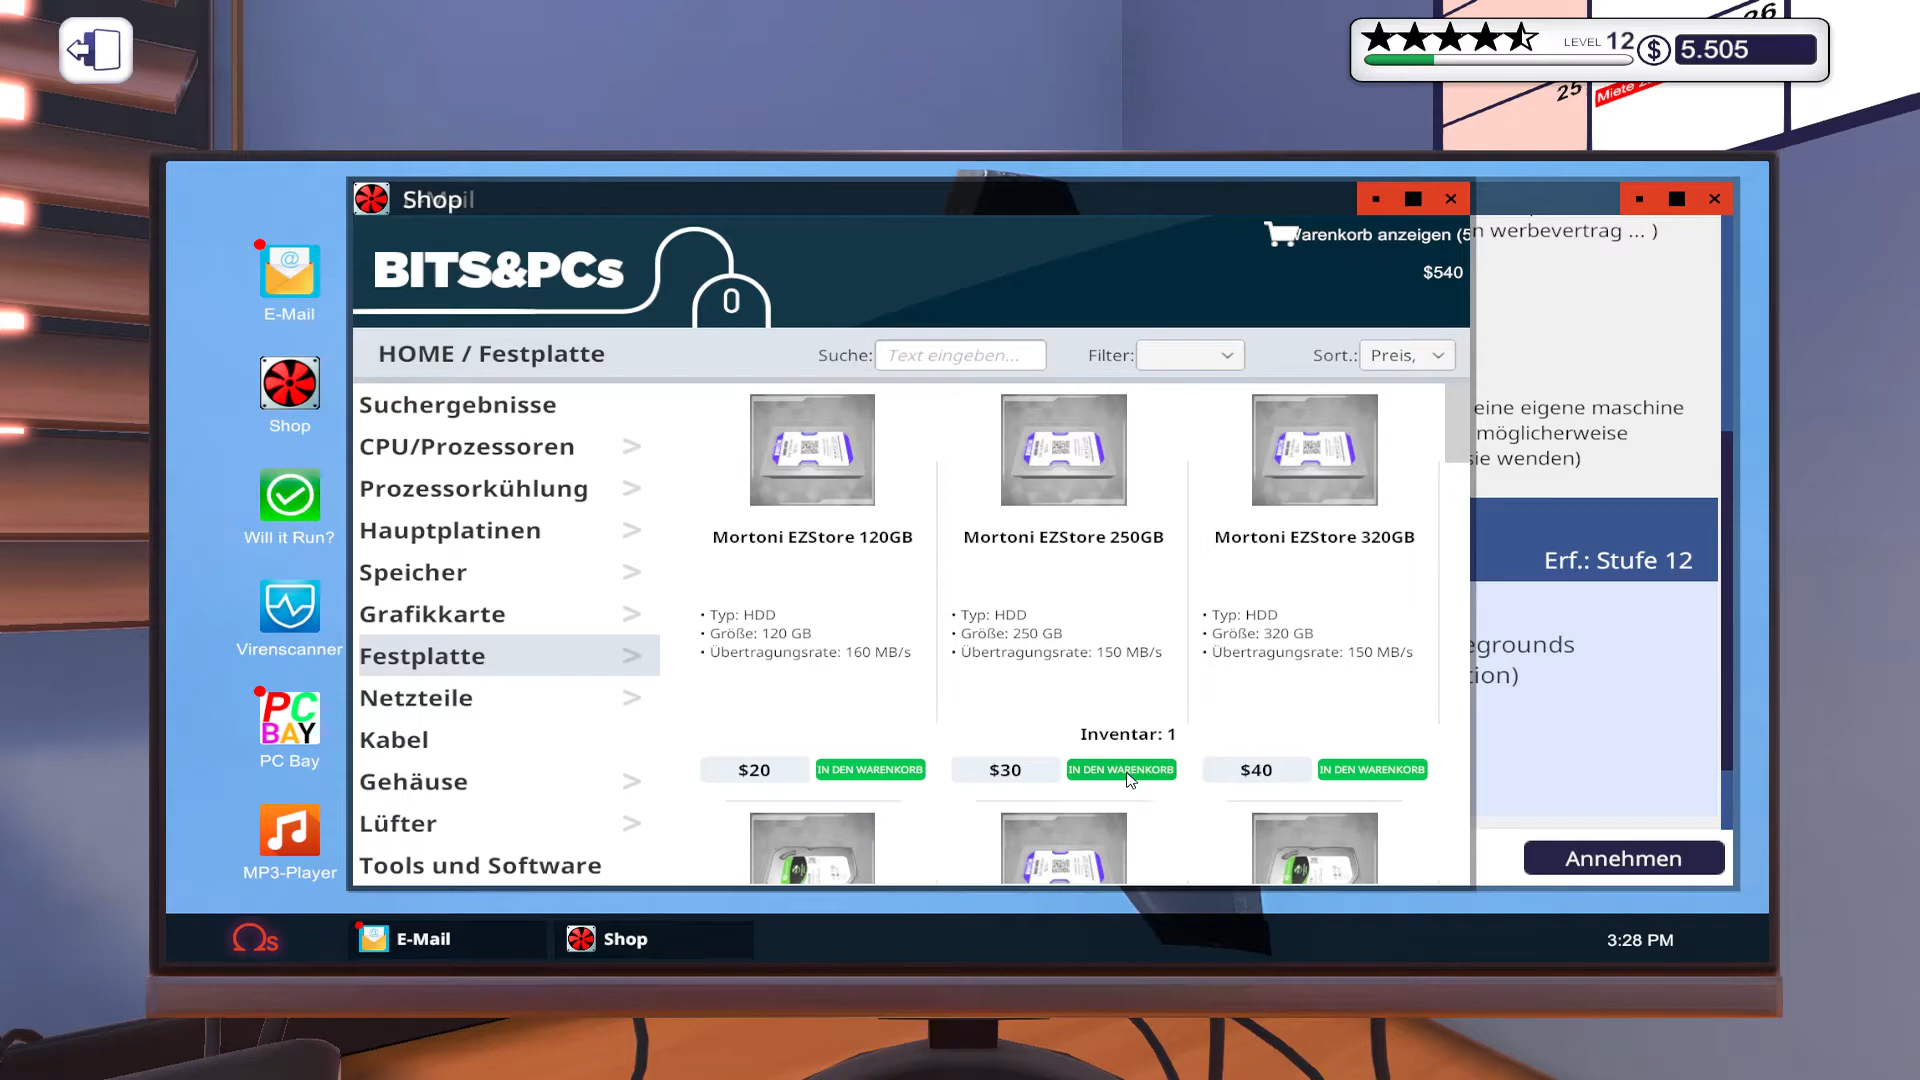 26
LEVEL 12
$ 5.505
25
Miete
Shop
BITS&PCs
arenkorb anzeigen (5
$540
n werbevertrag ... )
HOME / Festplatte
Suche:
Text eingeben...
Filter:
Sort.:
Preis,
E-Mail
Shop
Will it Run?
Virenscanner
PC BAY
PC Bay
MP3-Player
Suchergebnisse
CPU/Prozessoren >
Prozessorkühlung >
Hauptplatinen >
Speicher >
Grafikkarte >
Festplatte >
Netzteile >
Kabel
Gehäuse >
Lüfter >
Tools und Software
Mortoni EZStore 120GB
• Typ: HDD
• Größe: 120 GB
• Übertragungsrate: 160 MB/s
$20
IN DEN WARENKORB
Mortoni EZStore 250GB
• Typ: HDD
• Größe: 250 GB
• Übertragungsrate: 150 MB/s
Inventar: 1
$30
IN DEN WARENKORB
Mortoni EZStore 320GB
• Typ: HDD
• Größe: 320 GB
• Übertragungsrate: 150 MB/s
$40
IN DEN WARENKORB
eine eigene maschine
möglicherweise
sie wenden)
Erf.: Stufe 12
egrounds
tion)
Annehmen
Ωs
E-Mail
Shop
3:28 PM